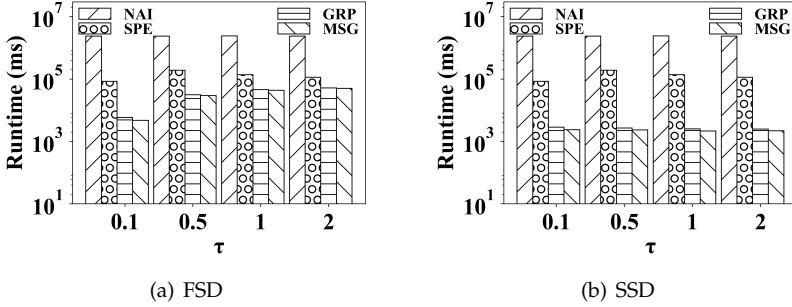 NAI GRP
SPE MSG
Runtime (ms)
10^7
10^5
10^3
10^1
0.1 0.5 1 2
τ
(a) FSD
NAI GRP
SPE MSG
Runtime (ms)
10^7
10^5
10^3
10^1
0.1 0.5 1 2
τ
(b) SSD